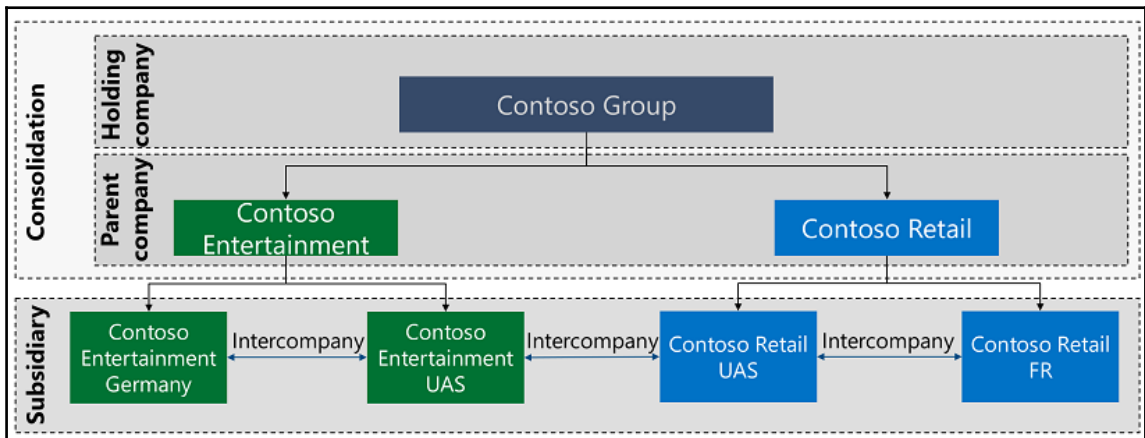 Consolidation
Holding
company
Contoso Group
Parent
company
Contoso
Entertainment
Contoso Retail
Subsidiary
Contoso
Entertainment
Germany
Intercompany
Contoso
Entertainment
UAS
Intercompany
Contoso Retail
UAS
Intercompany
Contoso Retail
FR